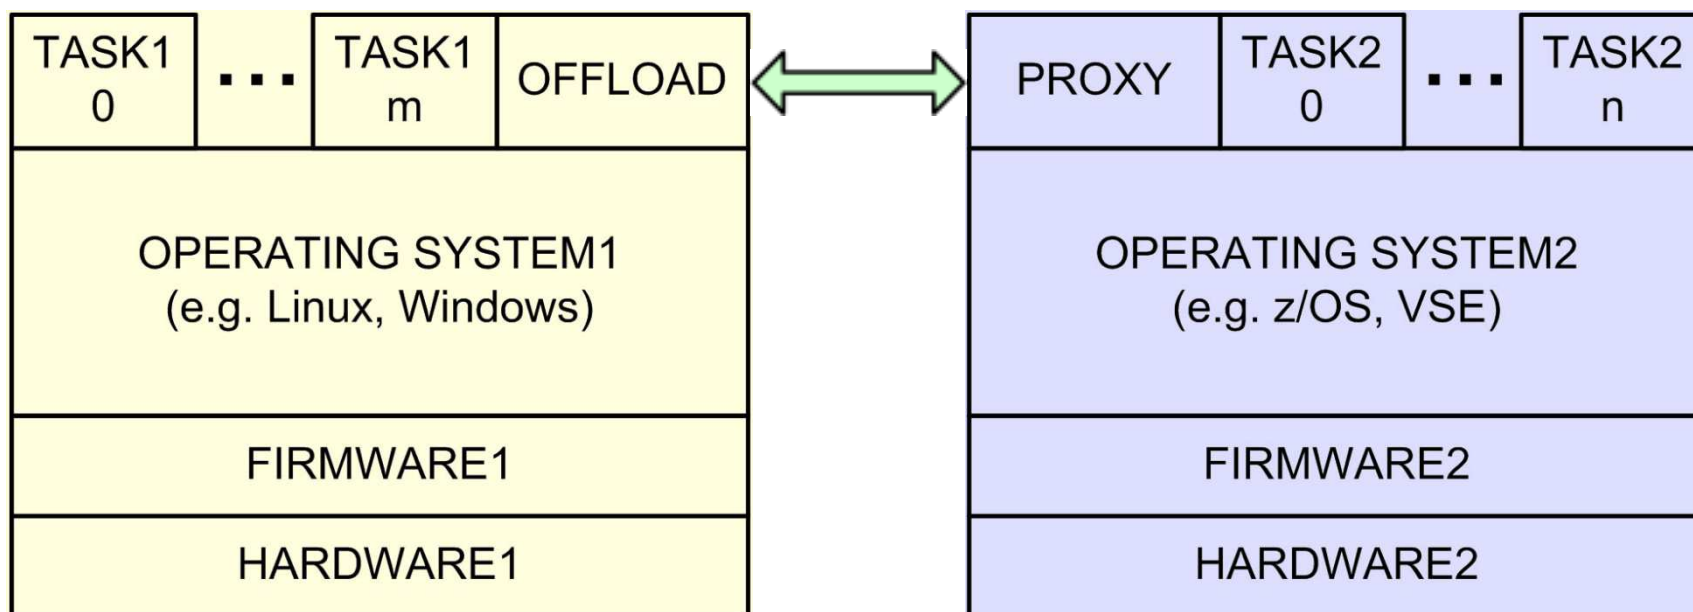 TASK1
0
...
TASK1
m
OFFLOAD
PROXY
TASK2
0
...
TASK2
n
OPERATING SYSTEM1
(e.g. Linux, Windows)
OPERATING SYSTEM2
(e.g. z/OS, VSE)
FIRMWARE1
FIRMWARE2
HARDWARE1
HARDWARE2